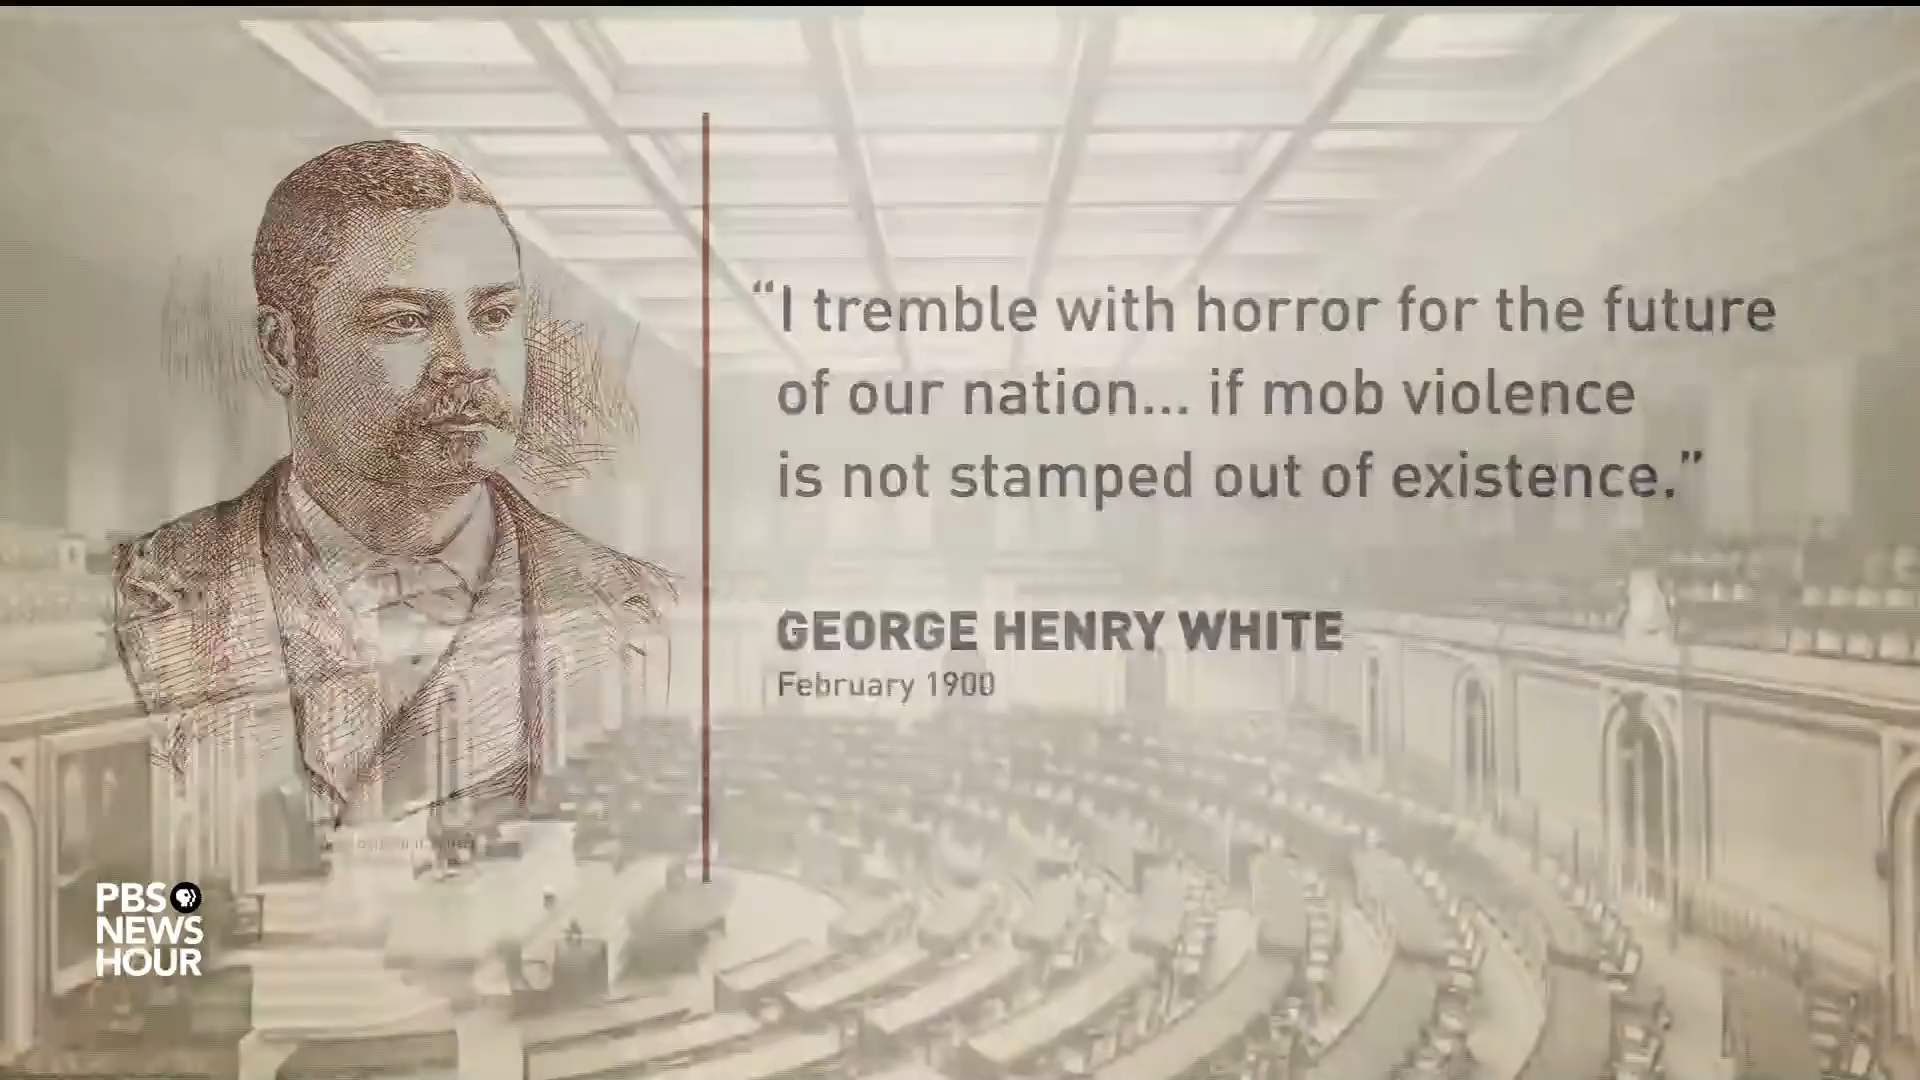 “I tremble with horror for the future
of our nation... if mob violence
is not stamped out of existence.”
GEORGE HENRY WHITE
February 1900
PBS
NEWS
HOUR